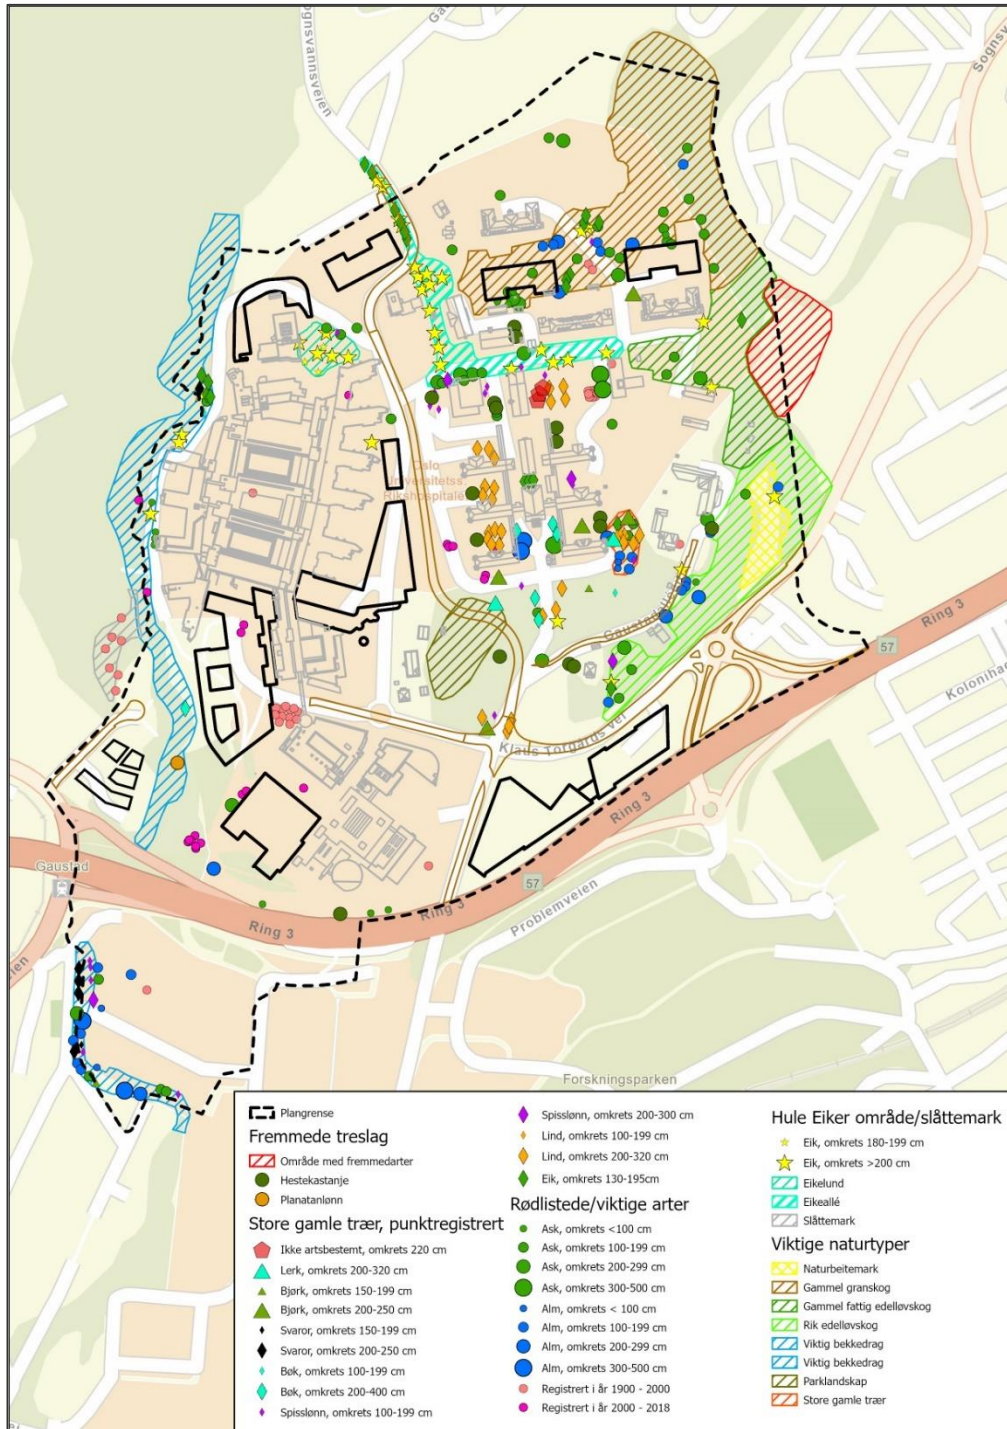 Sognsvannsveien
Oslo
Universitetss.
Rikshospitalet
Gaustad
Klaus Torgårds vei
Ring 3
57
Ring 3
57
Ring 3
Ring 3
Problemveien
Forskningsparken
Plangrense
Fremmede treslag
Område med fremmedarter
Hestekastanje
Planatanlønn
Store gamle trær, punktregistrert
Ikke artsbestemt, omkrets 220 cm
Lerk, omkrets 200-320 cm
Bjørk, omkrets 150-199 cm
Bjørk, omkrets 200-250 cm
Svaror, omkrets 150-199 cm
Svaror, omkrets 200-250 cm
Bøk, omkrets 100-199 cm
Bøk, omkrets 200-400 cm
Spisslønn, omkrets 100-199 cm
Spisslønn, omkrets 200-300 cm
Lind, omkrets 100-199 cm
Lind, omkrets 200-320 cm
Eik, omkrets 130-195cm
Rødlistede/viktige arter
Ask, omkrets <100 cm
Ask, omkrets 100-199 cm
Ask, omkrets 200-299 cm
Ask, omkrets 300-500 cm
Alm, omkrets < 100 cm
Alm, omkrets 100-199 cm
Alm, omkrets 200-299 cm
Alm, omkrets 300-500 cm
Registrert i år 1900 - 2000
Registrert i år 2000 - 2018
Hule Eiker område/slåttemark
Eik, omkrets 180-199 cm
Eik, omkrets >200 cm
Eikelund
Eikeallé
Slåttemark
Viktige naturtyper
Naturbeitemark
Gammel granskog
Gammel fattig edelløvskog
Rik edelløvskog
Viktig bekkedrag
Viktig bekkedrag
Parklandskap
Store gamle trær